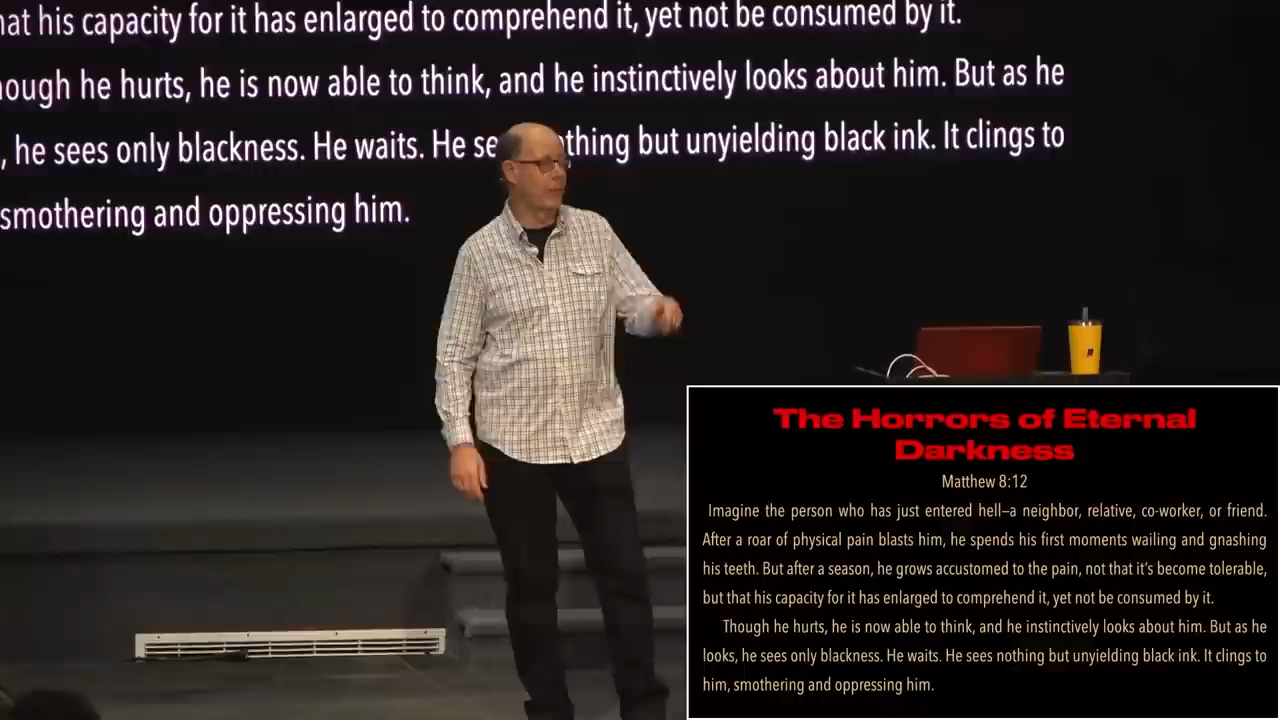 hat his capacity for it has enlarged to comprehend it, yet not be consumed by it.
ough he hurts, he is now able to think, and he instinctively looks about him. But as he
, he sees only blackness. He waits. He se thing but unyielding black ink. It clings to
smothering and oppressing him.
The Horrors of Eternal
Darkness
Matthew 8:12
Imagine the person who has just entered hell—a neighbor, relative, co-worker, or friend.
After a roar of physical pain blasts him, he spends his first moments wailing and gnashing
his teeth. But after a season, he grows accustomed to the pain, not that it's become tolerable,
but that his capacity for it has enlarged to comprehend it, yet not be consumed by it.
Though he hurts, he is now able to think, and he instinctively looks about him. But as he
looks, he sees only blackness. He waits. He sees nothing but unyielding black ink. It clings to
him, smothering and oppressing him.